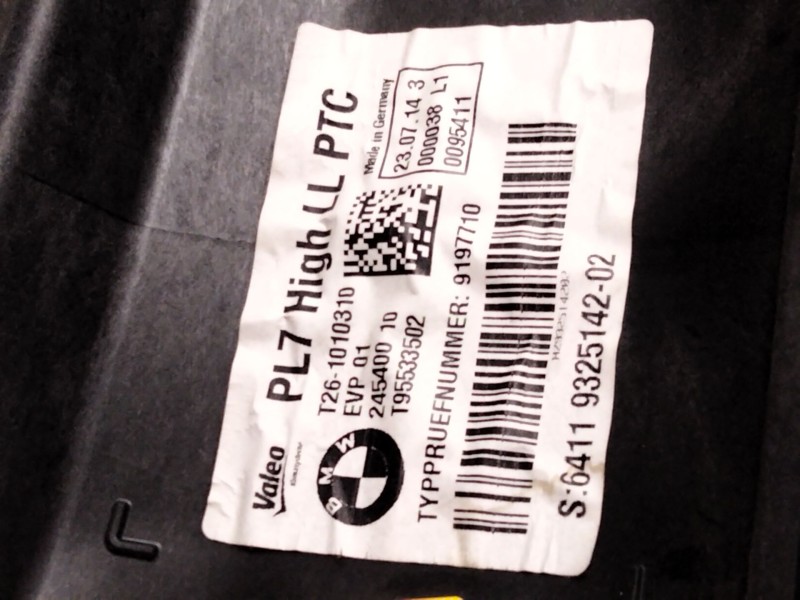 Valeo
PL7 High LL PTC
Made in Germany
23.07.14 3
000038 L1
0095411
T26-1010310
EVP 01
245400 10
T95533502
BMW
TYPPRUEFNUMMER: 9197710
S:6411 9325142-02
L